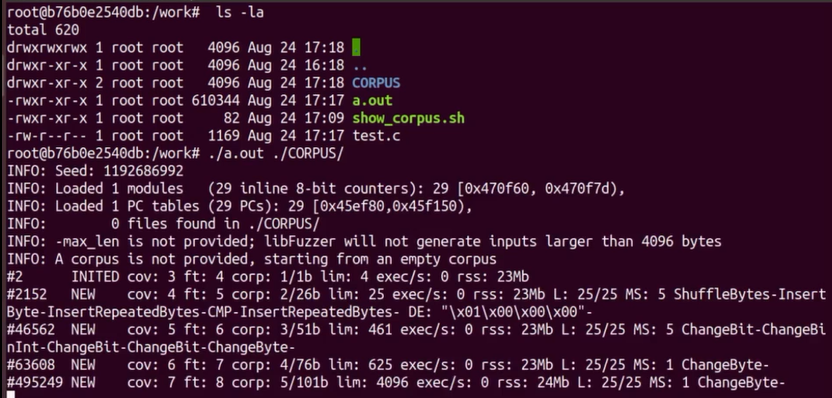 root@b76b0e2540db:/work#  ls -la
total 620
drwxrwxrwx 1 root root   4096 Aug 24 17:18 .
drwxr-xr-x 1 root root   4096 Aug 24 16:18 ..
drwxr-xr-x 2 root root   4096 Aug 24 17:18 CORPUS
-rwxr-xr-x 1 root root 610344 Aug 24 17:17 a.out
-rwxr-xr-x 1 root root     82 Aug 24 17:09 show_corpus.sh
-rw-r--r-- 1 root root   1169 Aug 24 17:17 test.c
root@b76b0e2540db:/work# ./a.out ./CORPUS/
INFO: Seed: 1192686992
INFO: Loaded 1 modules   (29 inline 8-bit counters): 29 [0x470f60, 0x470f7d),
INFO: Loaded 1 PC tables (29 PCs): 29 [0x45ef80,0x45f150),
INFO:        0 files found in ./CORPUS/
INFO: -max_len is not provided; libFuzzer will not generate inputs larger than 4096 bytes
INFO: A corpus is not provided, starting from an empty corpus
#2      INITED cov: 3 ft: 4 corp: 1/1b lim: 4 exec/s: 0 rss: 23Mb
#2152   NEW    cov: 4 ft: 5 corp: 2/26b lim: 25 exec/s: 0 rss: 23Mb L: 25/25 MS: 5 ShuffleBytes-Insert
Byte-InsertRepeatedBytes-CMP-InsertRepeatedBytes- DE: "\x01\x00\x00\x00"-
#46562  NEW    cov: 5 ft: 6 corp: 3/51b lim: 461 exec/s: 0 rss: 23Mb L: 25/25 MS: 5 ChangeBit-ChangeBi
nInt-ChangeBit-ChangeBit-ChangeByte-
#63608  NEW    cov: 6 ft: 7 corp: 4/76b lim: 625 exec/s: 0 rss: 23Mb L: 25/25 MS: 1 ChangeByte-
#495249 NEW    cov: 7 ft: 8 corp: 5/101b lim: 4096 exec/s: 0 rss: 24Mb L: 25/25 MS: 1 ChangeByte-